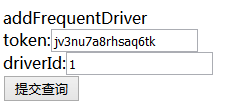 addFrequentDriver
token: jv3nu7a8rhsaq6tk
driverId: 1
提交查询